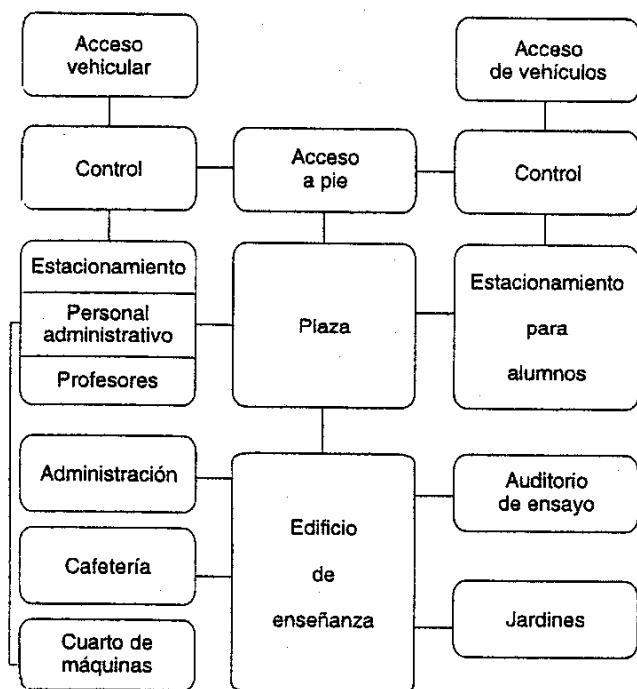 Acceso
vehicular
Acceso
de vehículos
Control
Acceso
a pie
Control
Estacionamiento
Personal
administrativo
Profesores
Plaza
Estacionamiento
para
alumnos
Administración
Cafetería
Cuarto de
máquinas
Edificio
de
enseñanza
Auditorio
de ensayo
Jardines